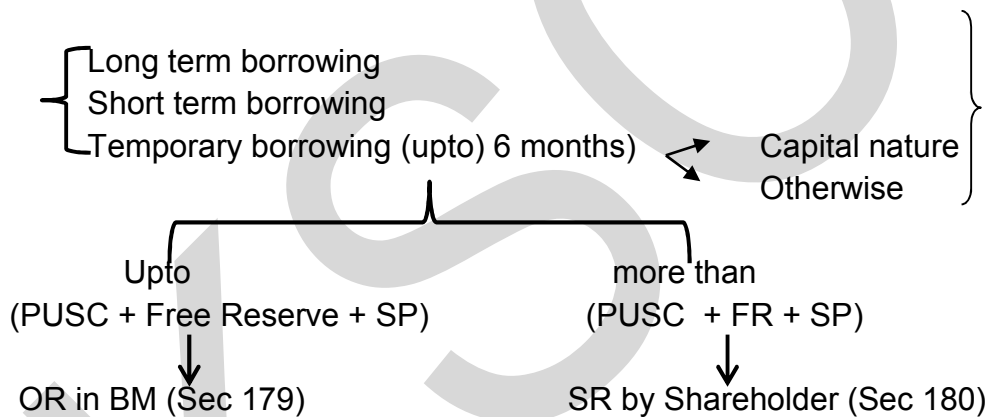 Long term borrowing
Short term borrowing
Temporary borrowing (upto) 6 months) Capital nature
Otherwise
Upto more than
(PUSC + Free Reserve + SP) (PUSC + FR + SP)
OR in BM (Sec 179) SR by Shareholder (Sec 180)